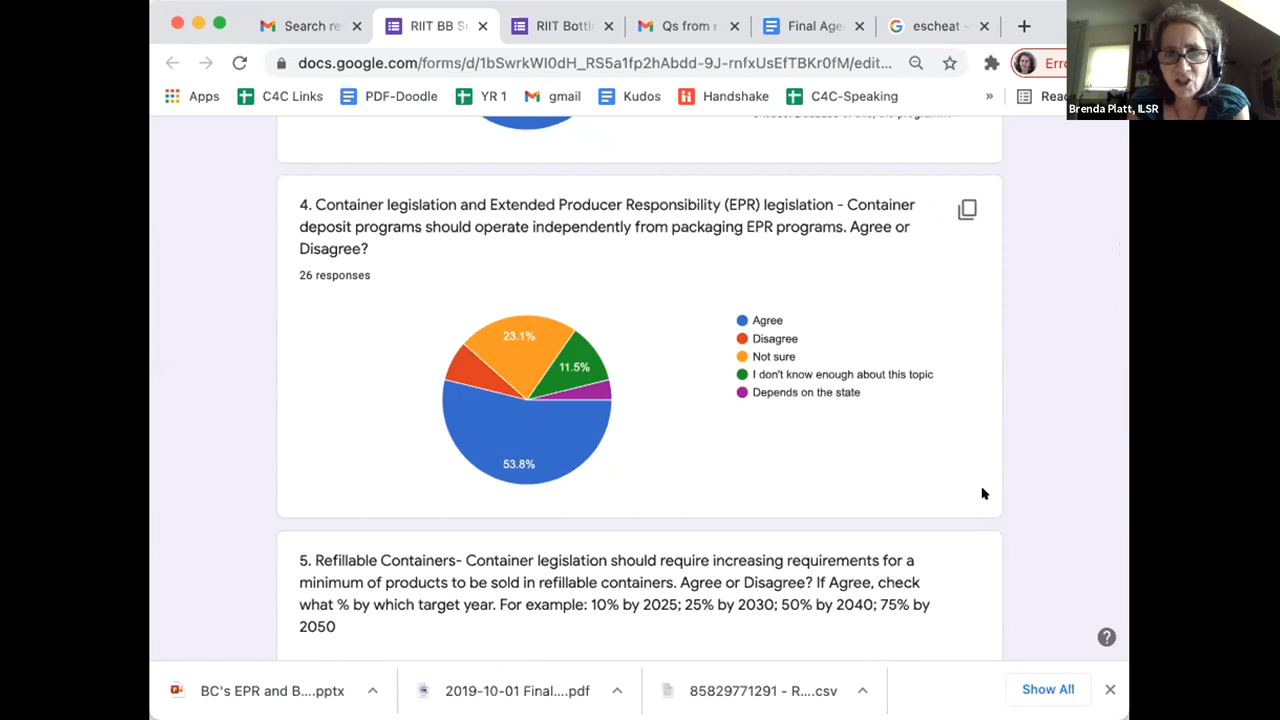 Search re
RIIT BB S
RIIT Bottl
Qs from r
Final Age
escheat -
docs.google.com/forms/d/1bSwrkWI0dH_RS5a1fp2hAbdd-9J-rnfxUsEfTBKr0fM/edit...
Erro
Apps
C4C Links
PDF-Doodle
YR 1
gmail
Kudos
Handshake
C4C-Speaking
»
Rea
Brenda Platt, ILSR
4. Container legislation and Extended Producer Responsibility (EPR) legislation - Container
deposit programs should operate independently from packaging EPR programs. Agree or
Disagree?
26 responses
23.1%
11.5%
53.8%
Agree
Disagree
Not sure
I don't know enough about this topic
Depends on the state
5. Refillable Containers- Container legislation should require increasing requirements for a
minimum of products to be sold in refillable containers. Agree or Disagree? If Agree, check
what % by which target year. For example: 10% by 2025; 25% by 2030; 50% by 2040; 75% by
2050
BC's EPR and B....pptx
2019-10-01 Final....pdf
85829771291 - R....csv
Show All